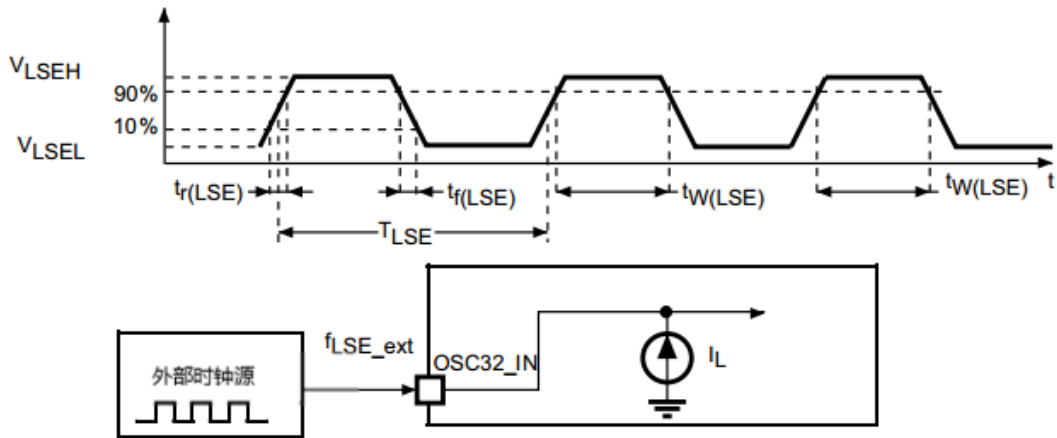 VLSEH
90%
10%
VLSEL
tr(LSE)
tf(LSE)
tW(LSE)
tW(LSE)
t
TLSE
fLSE_ext
OSC32_IN
IL
外部时钟源